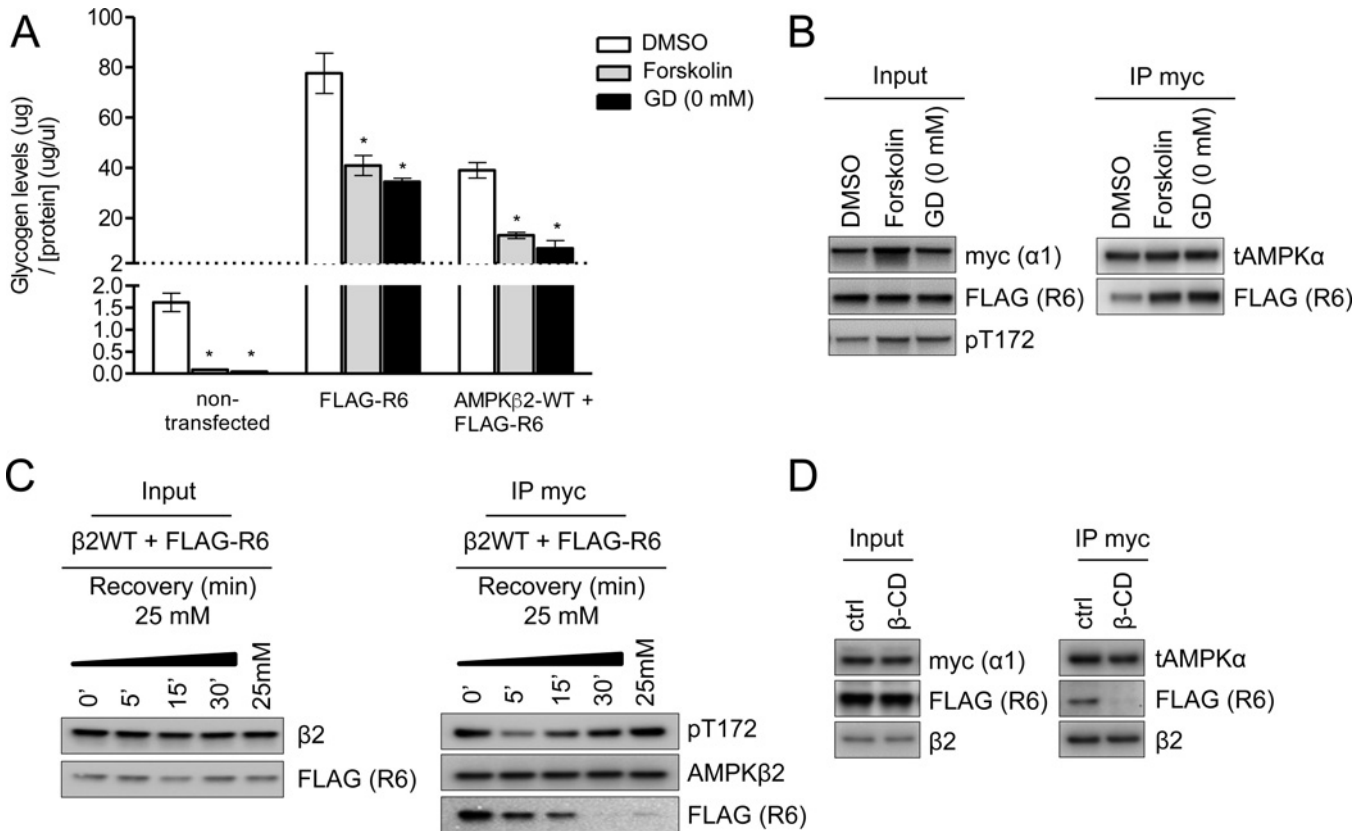 A
Glycogen levels (ug)
/ [protein] (ug/ul)
100
80
60
40
20
2
2.0
1.5
1.0
0.5
0.0
DMSO
Forskolin
GD (0 mM)
* * * * * *
non-
transfected
FLAG-R6
AMPKβ2-WT +
FLAG-R6
B
Input
DMSO
Forskolin
GD (0 mM)
myc (α1)
FLAG (R6)
pT172
IP myc
DMSO
Forskolin
GD (0 mM)
tAMPKα
FLAG (R6)
C
Input
β2WT + FLAG-R6
Recovery (min)
25 mM
0' 5' 15' 30' 25mM
β2
FLAG (R6)
IP myc
β2WT + FLAG-R6
Recovery (min)
25 mM
0' 5' 15' 30' 25mM
pT172
AMPKβ2
FLAG (R6)
D
Input
ctrl
β-CD
myc (α1)
FLAG (R6)
β2
IP myc
ctrl
β-CD
tAMPKα
FLAG (R6)
β2